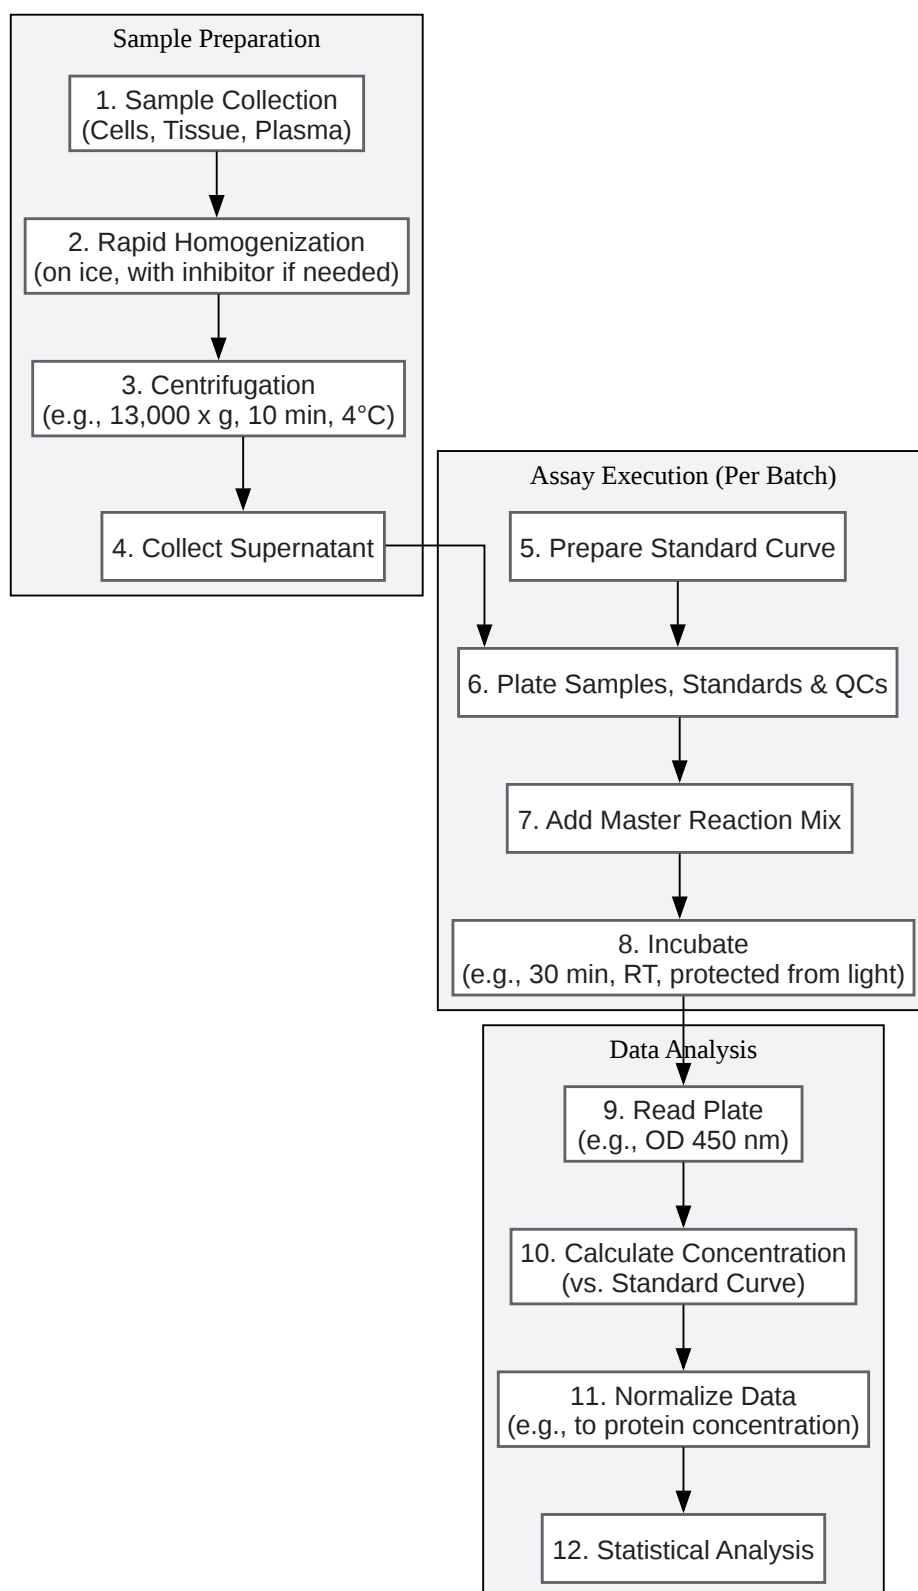 Sample Preparation
1. Sample Collection
(Cells, Tissue, Plasma)
2. Rapid Homogenization
(on ice, with inhibitor if needed)
3. Centrifugation
(e.g., 13,000 x g, 10 min, 4°C)
4. Collect Supernatant
Assay Execution (Per Batch)
5. Prepare Standard Curve
6. Plate Samples, Standards & QCs
7. Add Master Reaction Mix
8. Incubate
(e.g., 30 min, RT, protected from light)
Data Analysis
9. Read Plate
(e.g., OD 450 nm)
10. Calculate Concentration
(vs. Standard Curve)
11. Normalize Data
(e.g., to protein concentration)
12. Statistical Analysis